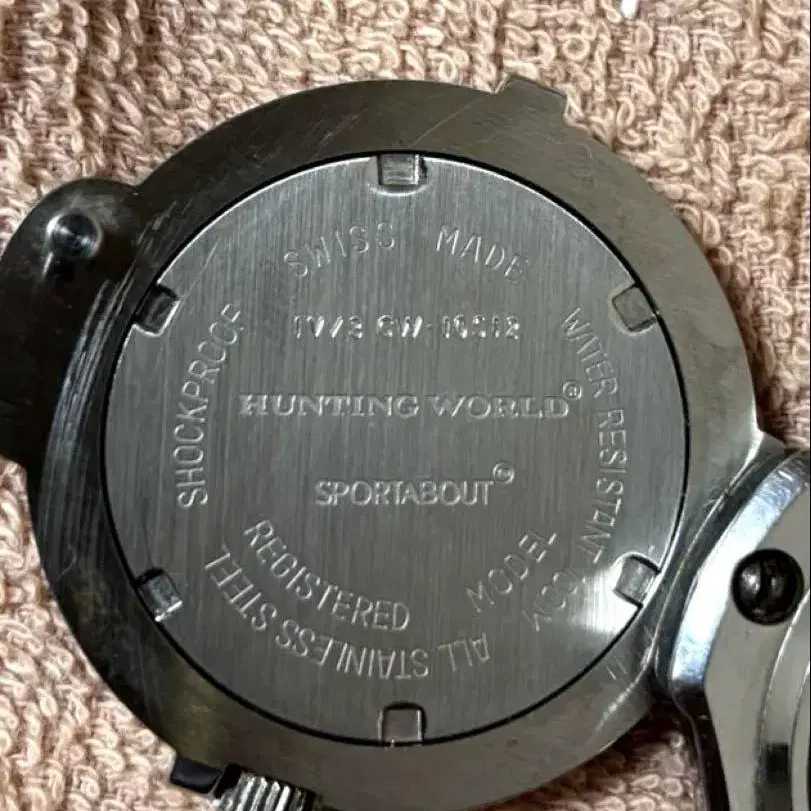 SWISS MADE
HUNTING WORLD®
SPORTABOUT®
REGISTERED MODEL
SHOCKPROOF
ALL STAINLESS STEEL
WATER RESISTANT 100M